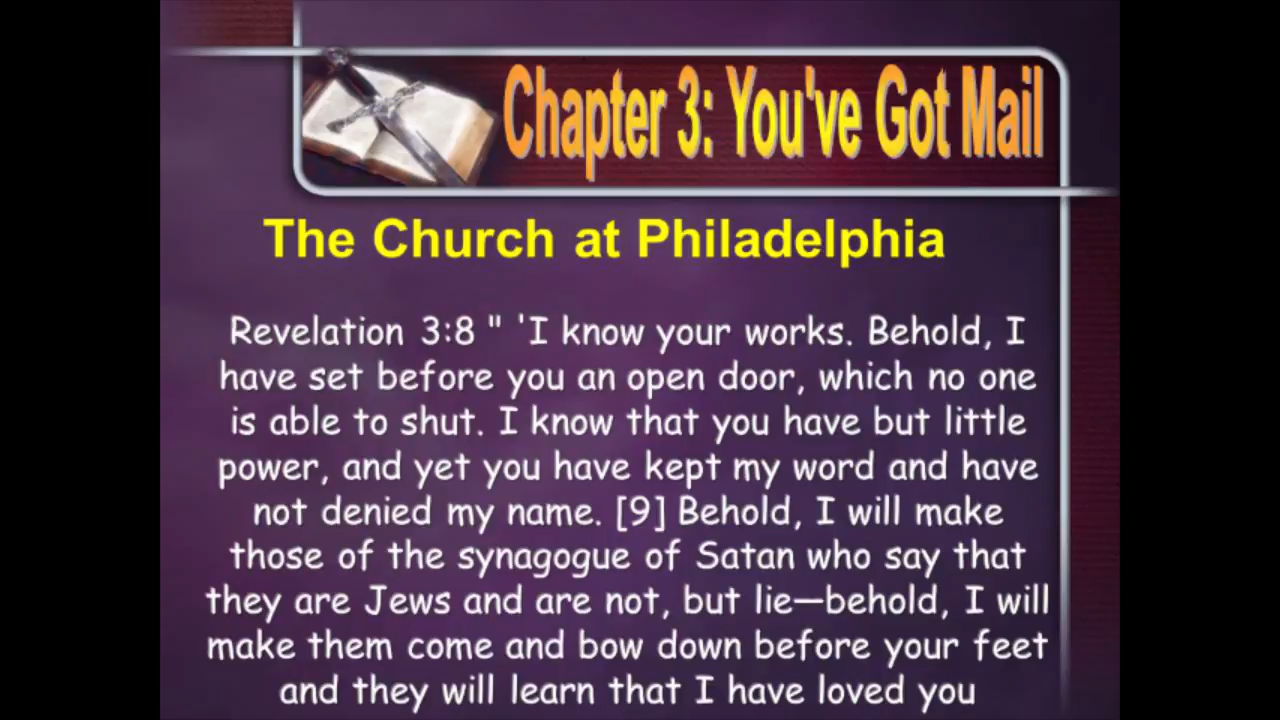 Chapter 3: You've Got Mail
The Church at Philadelphia
Revelation 3:8 " 'I know your works. Behold, I
have set before you an open door, which no one
is able to shut. I know that you have but little
power, and yet you have kept my word and have
not denied my name. [9] Behold, I will make
those of the synagogue of Satan who say that
they are Jews and are not, but lie—behold, I will
make them come and bow down before your feet
and they will learn that I have loved you